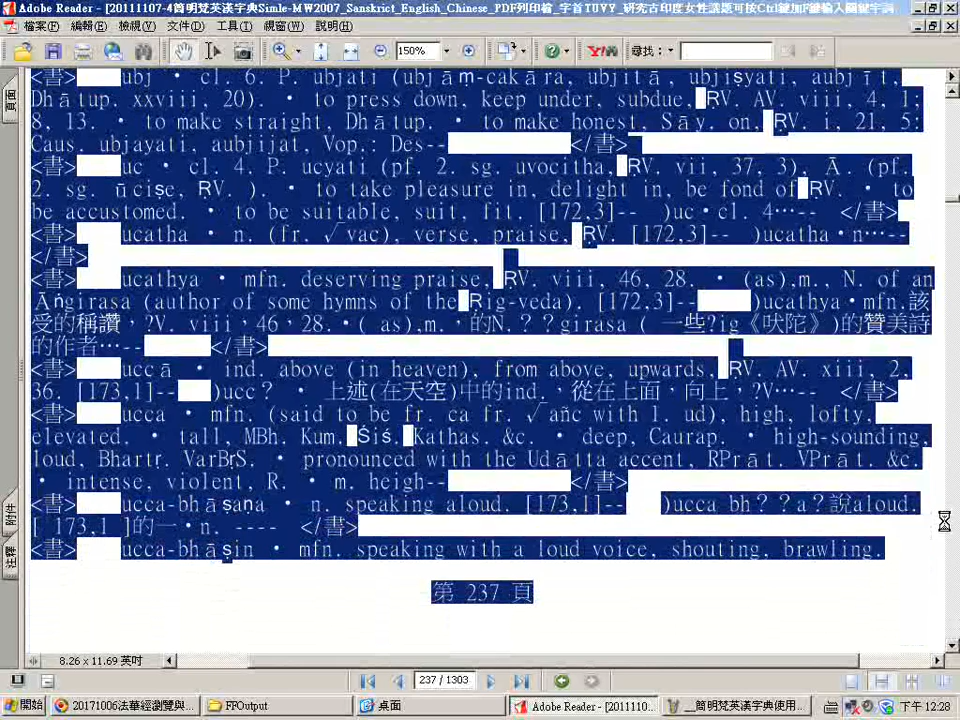 Adobe Reader - [20111107-4簡明梵英漢字典Simle-MW2007_Sanskrict_English_Chinese_PDF列印檔_字首TUVY_研究古印度女性議題可按Ctrl鍵加F鍵輸入關鍵字詞
檔案(F) 編輯(E) 檢視(V) 文件(D) 工具(T) 視窗(W) 說明(H)
150% Y! 尋找：
頁面
<書> ubj • cl. 6. P. ubjati (ubjāṃ-cakāra, ubjitā, ubjiṣyati, aubjīt,
Dhātup. xxviii, 20). • to press down, keep under, subdue, RV. AV. viii, 4, 1;
8, 13. • to make straight, Dhātup. • to make honest, Sāy. on, ṚV. i, 21, 5:
Caus. ubjayati, aubjijat, Vop.: Des-- </書>
<書> uc • cl. 4. P. ucyati (pf. 2. sg. uvocitha, ṚV. vii, 37, 3), Ā. (pf.
2. sg. ūciṣe, ṚV. ). • to take pleasure in, delight in, be fond of ṚV. • to
be accustomed. • to be suitable, suit, fit. [172,3]-- )uc•cl. 4…-- </書>
<書> ucatha • n. (fr. √vac), verse, praise, ṚV. [172,3]-- )ucatha•n…--
</書>
<書> ucathya • mfn. deserving praise, ṚV. viii, 46, 28. • (as),m., N. of an
Āṅgirasa (author of some hymns of the Rig-veda). [172,3]-- )ucathya•mfn.該
受的稱讚，?V. viii，46，28.•( as),m.，的N.？？girasa ( 一些?ig《吠陀》)的贊美詩
的作者…-- </書>
<書> uccā • ind. above (in heaven), from above, upwards, ṚV. AV. xiii, 2,
36. [173,1]-- )ucc？ • 上述(在天空)中的ind.，從在上面，向上，?V…-- </書>
<書> ucca • mfn. (said to be fr. ca fr. √añc with 1. ud), high, lofty,
elevated. • tall, MBh. Kum. Śiś. Kathas. &c. • deep, Caurap. • high-sounding,
loud, Bhartṛ. VarBṛS. • pronounced with the Udātta accent, RPrāt. VPrāt. &c.
• intense, violent, R. • m. heigh-- </書>
<書> ucca-bhāṣaṇa • n. speaking aloud. [173,1]-- )ucca bh？？a？說aloud.
[ 173,1 ]的一•n. ---- </書>
<書> ucca-bhāṣin • mfn. speaking with a loud voice, shouting, brawling.
第 237 頁
附件
注釋
8.26 x 11.69 英吋
237 / 1303
開始 20171006法華經瀏覽與... FFOutput 桌面 Adobe Reader - [201110... __簡明梵英漢字典使用... 下午 12:28